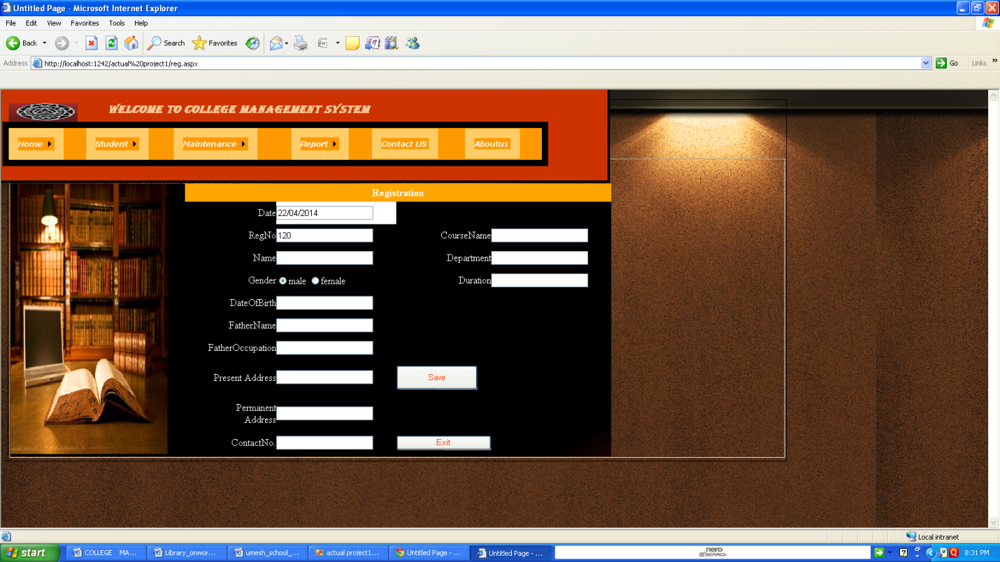 Untitled Page - Microsoft Internet Explorer
File Edit View Favorites Tools Help
Back Search Favorites
Address http://localhost:1242/actual%20project1/reg.aspx Go Links »
WELCOME TO COLLEGE MANAGEMENT SYSTEM
Home Student Maintenance Report Contact US Aboutus
Registration
Date 22/04/2014
RegNo 120 CourseName
Name Department
Gender male female Duration
DateOfBirth
FatherName
FatherOccupation
Present Address Save
Permanent
Address
ContactNo. Exit
Local intranet
start COLLEGE MA... Library_onwor... umesh_school_... actual project1... Untitled Page - ... Untitled Page - ... nero SEARCH 8:31 PM